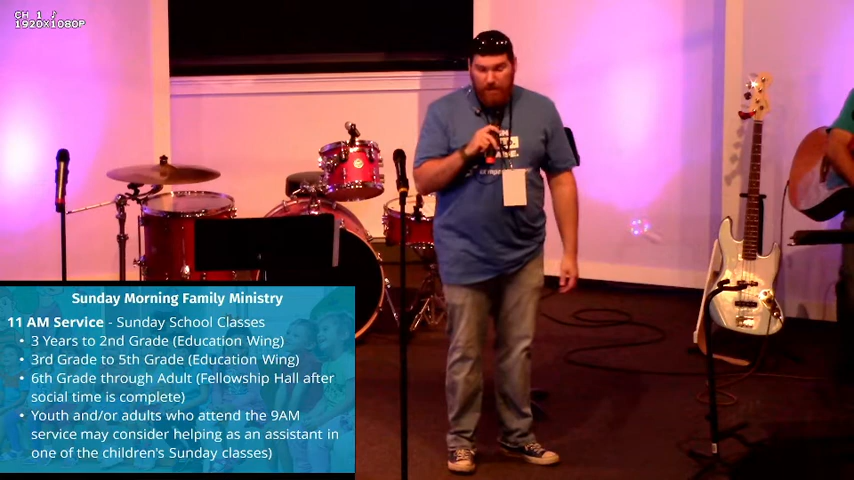 CH 1 ♪
1920X1080P
Sunday Morning Family Ministry
11 AM Service - Sunday School Classes
• 3 Years to 2nd Grade (Education Wing)
• 3rd Grade to 5th Grade (Education Wing)
• 6th Grade through Adult (Fellowship Hall after
social time is complete)
• Youth and/or adults who attend the 9AM
service may consider helping as an assistant in
one of the children's Sunday classes)